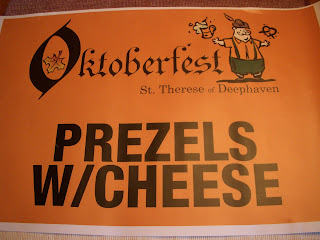 Oktoberfest
St. Therese of Deephaven
PREZELS
W/CHEESE